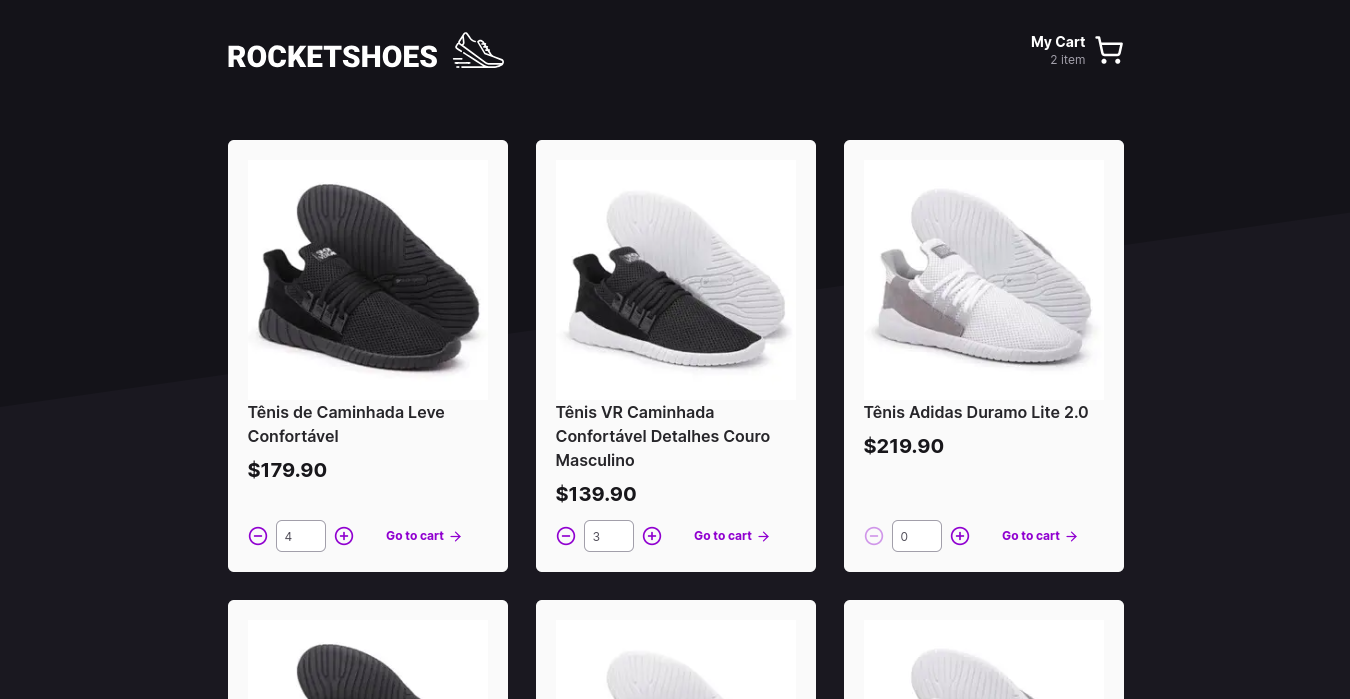 ROCKETSHOES
My Cart
2 item
Tênis de Caminhada Leve
Confortável
$179.90
4
Go to cart →
Tênis VR Caminhada
Confortável Detalhes Couro
Masculino
$139.90
3
Go to cart →
Tênis Adidas Duramo Lite 2.0
$219.90
0
Go to cart →